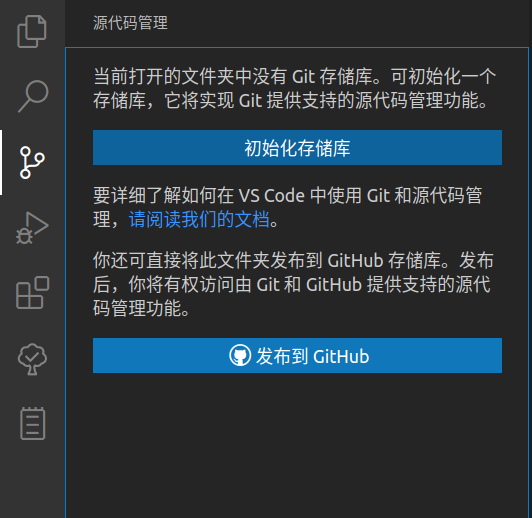 源代码管理
当前打开的文件夹中没有 Git 存储库。可初始化一个
存储库，它将实现 Git 提供支持的源代码管理功能。
初始化存储库
要详细了解如何在 VS Code 中使用 Git 和源代码管
理，请阅读我们的文档。
你还可直接将此文件夹发布到 GitHub 存储库。发布
后，你将有权访问由 Git 和 GitHub 提供支持的源代
码管理功能。
发布到 GitHub